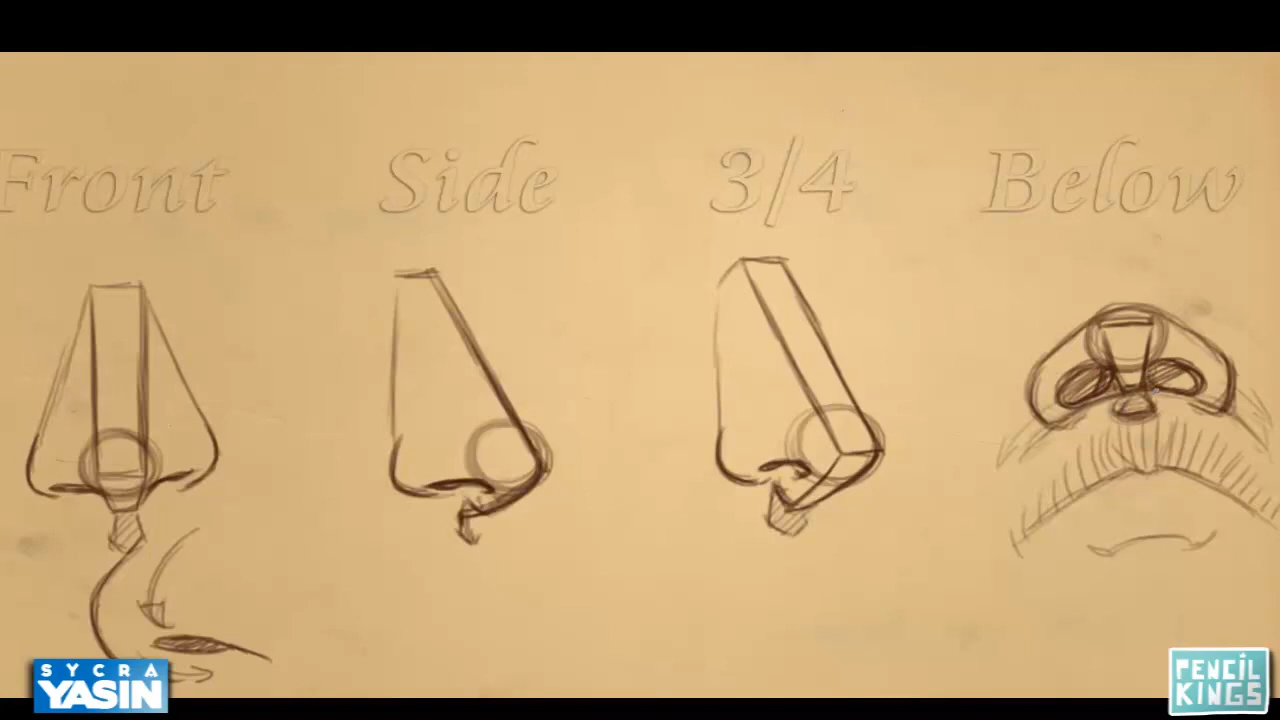 Front Side 3/4 Below
SYCRA
YASIN
PENCIL
KINGS